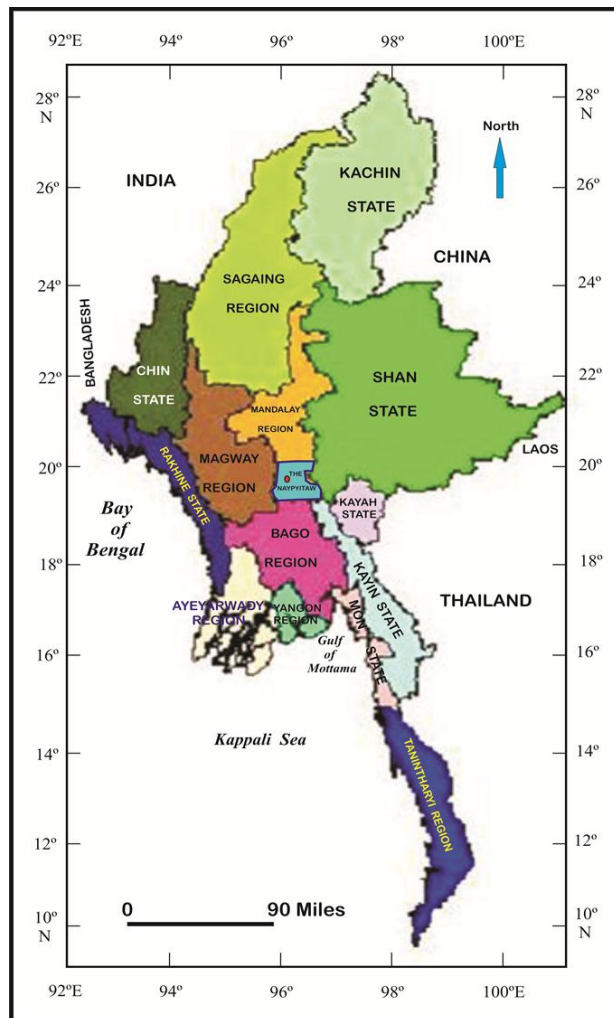 92ºE 94º 96º 98º 100ºE
28º
N
28º
N
North
KACHIN
STATE
INDIA
26º
26º
CHINA
SAGAING
REGION
24º
24º
BANGLADESH
CHIN
STATE
SHAN
STATE
22º
22º
MANDALAY
REGION
LAOS
MAGWAY
REGION
THE
NAYPYITAW
20º
20º
RAKHINE STATE
KAYAH
STATE
Bay
of
Bengal
BAGO
REGION
18º
18º
KAYIN STATE
THAILAND
AYEYARWADY
REGION
YANGON
REGION
MON STATE
Gulf
of
Mottama
16º
16º
Kappali Sea
14º
14º
TANINTHARYI REGION
12º
12º
0 90 Miles
10º
N
10º
N
92ºE 94º 96º 98º 100ºE